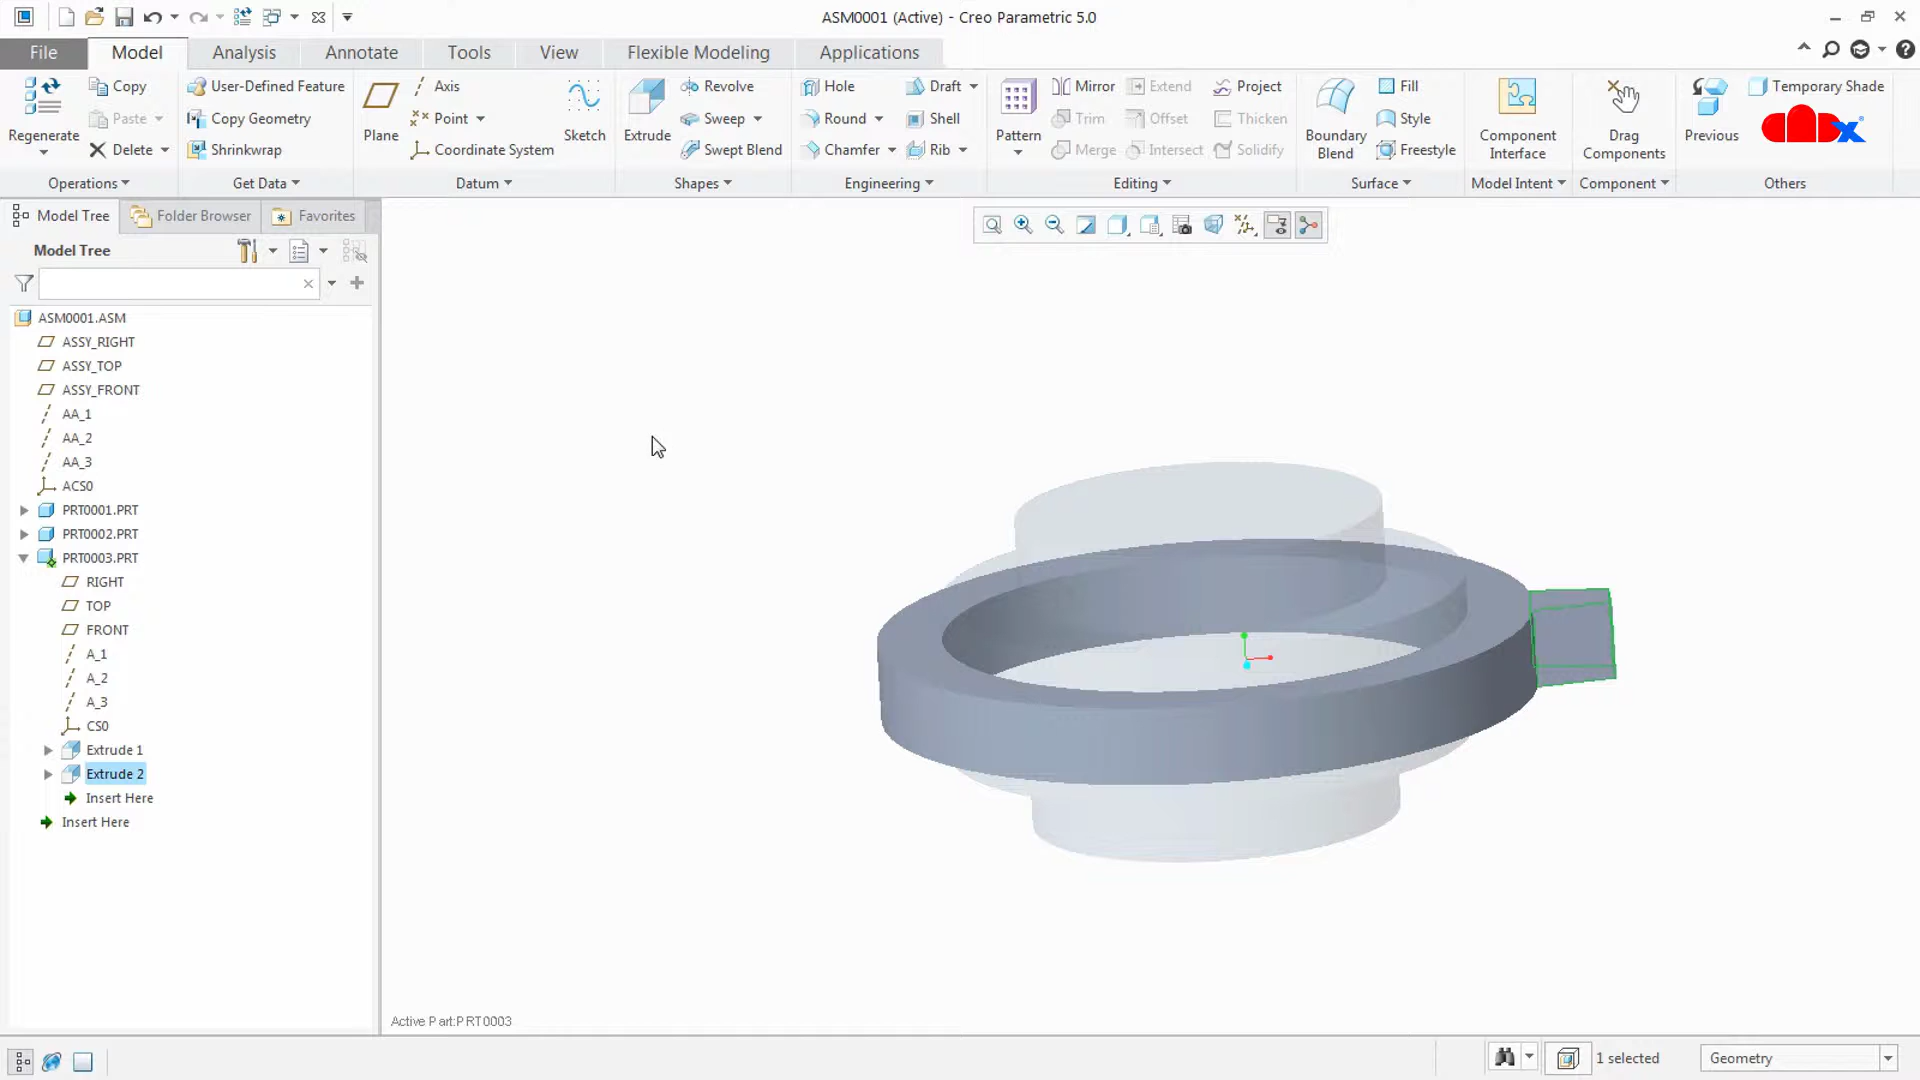 ASM0001 (Active) - Creo Parametric 5.0
File Model Analysis Annotate Tools View Flexible Modeling Applications
Regenerate
Copy
Paste
Delete
Operations
User-Defined Feature
Copy Geometry
Shrinkwrap
Get Data
Plane
Axis
Point
Coordinate System
Sketch
Datum
Extrude
Revolve
Sweep
Swept Blend
Shapes
Hole
Round
Chamfer
Draft
Shell
Rib
Engineering
Pattern
Mirror
Trim
Merge
Extend
Offset
Intersect
Project
Thicken
Solidify
Editing
Boundary
Blend
Fill
Style
Freestyle
Surface
Component
Interface
Model Intent
Drag
Components
Component
Previous
Temporary Shade
Others
Model Tree Folder Browser Favorites
Model Tree
ASM0001.ASM
ASSY_RIGHT
ASSY_TOP
ASSY_FRONT
AA_1
AA_2
AA_3
ACS0
PRT0001.PRT
PRT0002.PRT
PRT0003.PRT
RIGHT
TOP
FRONT
A_1
A_2
A_3
CS0
Extrude 1
Extrude 2
Insert Here
Insert Here
Active Part:PRT0003
1 selected
Geometry